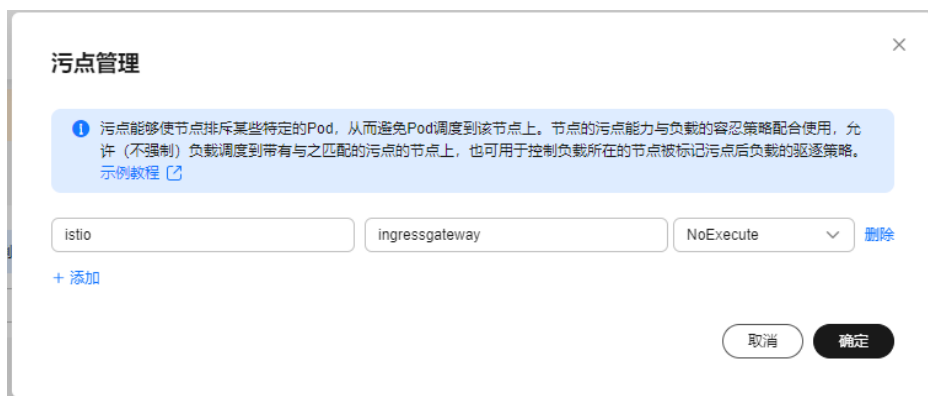 污点管理
污点能够使节点排斥某些特定的Pod，从而避免Pod调度到该节点上。节点的污点能力与负载的容忍策略配合使用，允
许（不强制）负载调度到带有与之匹配的污点的节点上，也可用于控制负载所在的节点被标记污点后负载的驱逐策略。
示例教程
istio ingressgateway NoExecute 删除
+ 添加
取消 确定